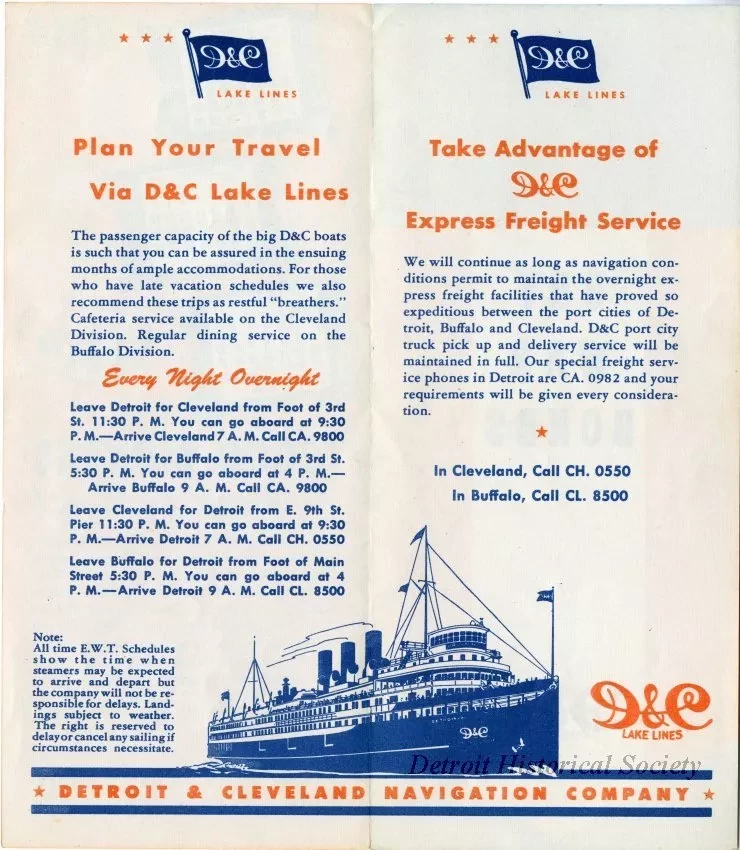 D&C
LAKE LINES
Plan Your Travel
Via D&C Lake Lines
The passenger capacity of the big D&C boats
is such that you can be assured in the ensuing
months of ample accommodations. For those
who have late vacation schedules we also
recommend these trips as restful "breathers."
Cafeteria service available on the Cleveland
Division. Regular dining service on the
Buffalo Division.
Every Night Overnight
Leave Detroit for Cleveland from Foot of 3rd
St. 11:30 P. M. You can go aboard at 9:30
P. M.—Arrive Cleveland 7 A. M. Call CA. 9800
Leave Detroit for Buffalo from Foot of 3rd St.
5:30 P. M. You can go aboard at 4 P. M.—
Arrive Buffalo 9 A. M. Call CA. 9800
Leave Cleveland for Detroit from E. 9th St.
Pier 11:30 P. M. You can go aboard at 9:30
P. M.—Arrive Detroit 7 A. M. Call CH. 0550
Leave Buffalo for Detroit from Foot of Main
Street 5:30 P. M. You can go aboard at 4
P. M.—Arrive Detroit 9 A. M. Call CL. 8500
Note:
All time E.W.T. Schedules
show the time when
steamers may be expected
to arrive and depart but
the company will not be re-
sponsible for delays. Land-
ings subject to weather.
The right is reserved to
delay or cancel any sailing if
circumstances necessitate.
D&C
LAKE LINES
Take Advantage of
D&C
Express Freight Service
We will continue as long as navigation con-
ditions permit to maintain the overnight ex-
press freight facilities that have proved so
expeditious between the port cities of De-
troit, Buffalo and Cleveland. D&C port city
truck pick up and delivery service will be
maintained in full. Our special freight serv-
ice phones in Detroit are CA. 0982 and your
requirements will be given every considera-
tion.
In Cleveland, Call CH. 0550
In Buffalo, Call CL. 8500
D&C
D&C
LAKE LINES
Detroit Historical Society
DETROIT & CLEVELAND NAVIGATION COMPANY